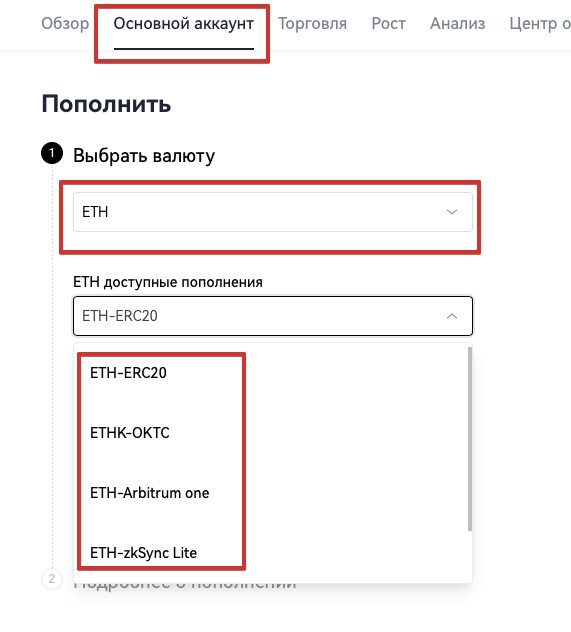 Обзор Основной аккаунт Торговля Рост Анализ Центр о
Пополнить
1 Выбрать валюту
ETH
ETH доступные пополнения
ETH-ERC20
ETH-ERC20
ETHK-OKTC
ETH-Arbitrum one
ETH-zkSync Lite
2 Подробнее о пополнении